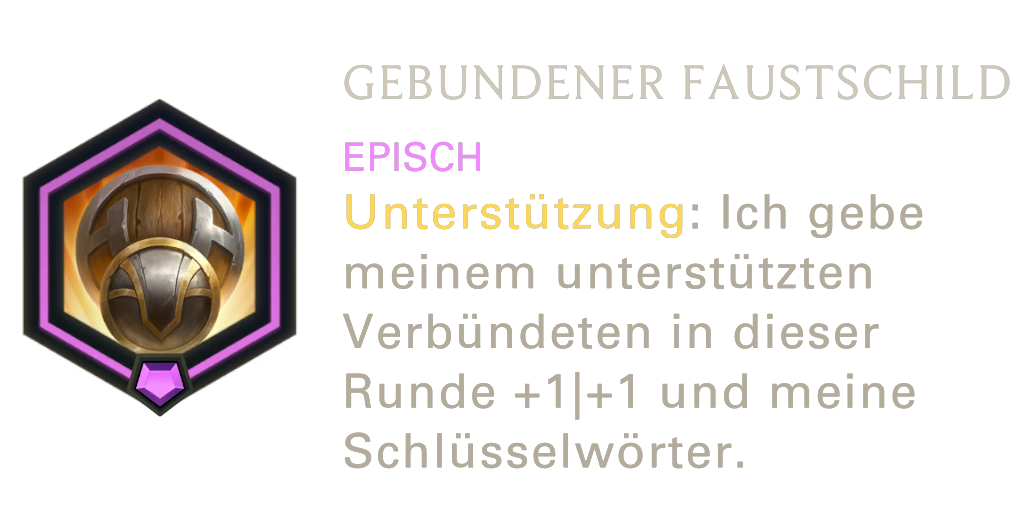 GEBUNDENER FAUSTSCHILD
EPISCH
Unterstützung: Ich gebe
meinem unterstützten
Verbündeten in dieser
Runde +1|+1 und meine
Schlüsselwörter.